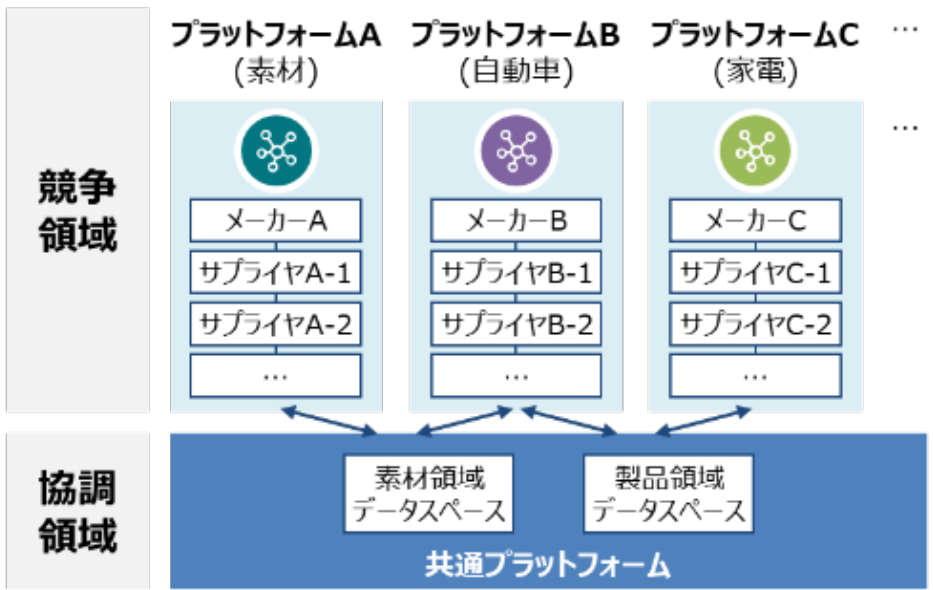 プラットフォームA
(素材)
プラットフォームB
(自動車)
プラットフォームC
(家電)
…
…
競争
領域
メーカーA
サプライヤA-1
サプライヤA-2
…
メーカーB
サプライヤB-1
サプライヤB-2
…
メーカーC
サプライヤC-1
サプライヤC-2
…
協調
領域
素材領域
データスペース
製品領域
データスペース
共通プラットフォーム